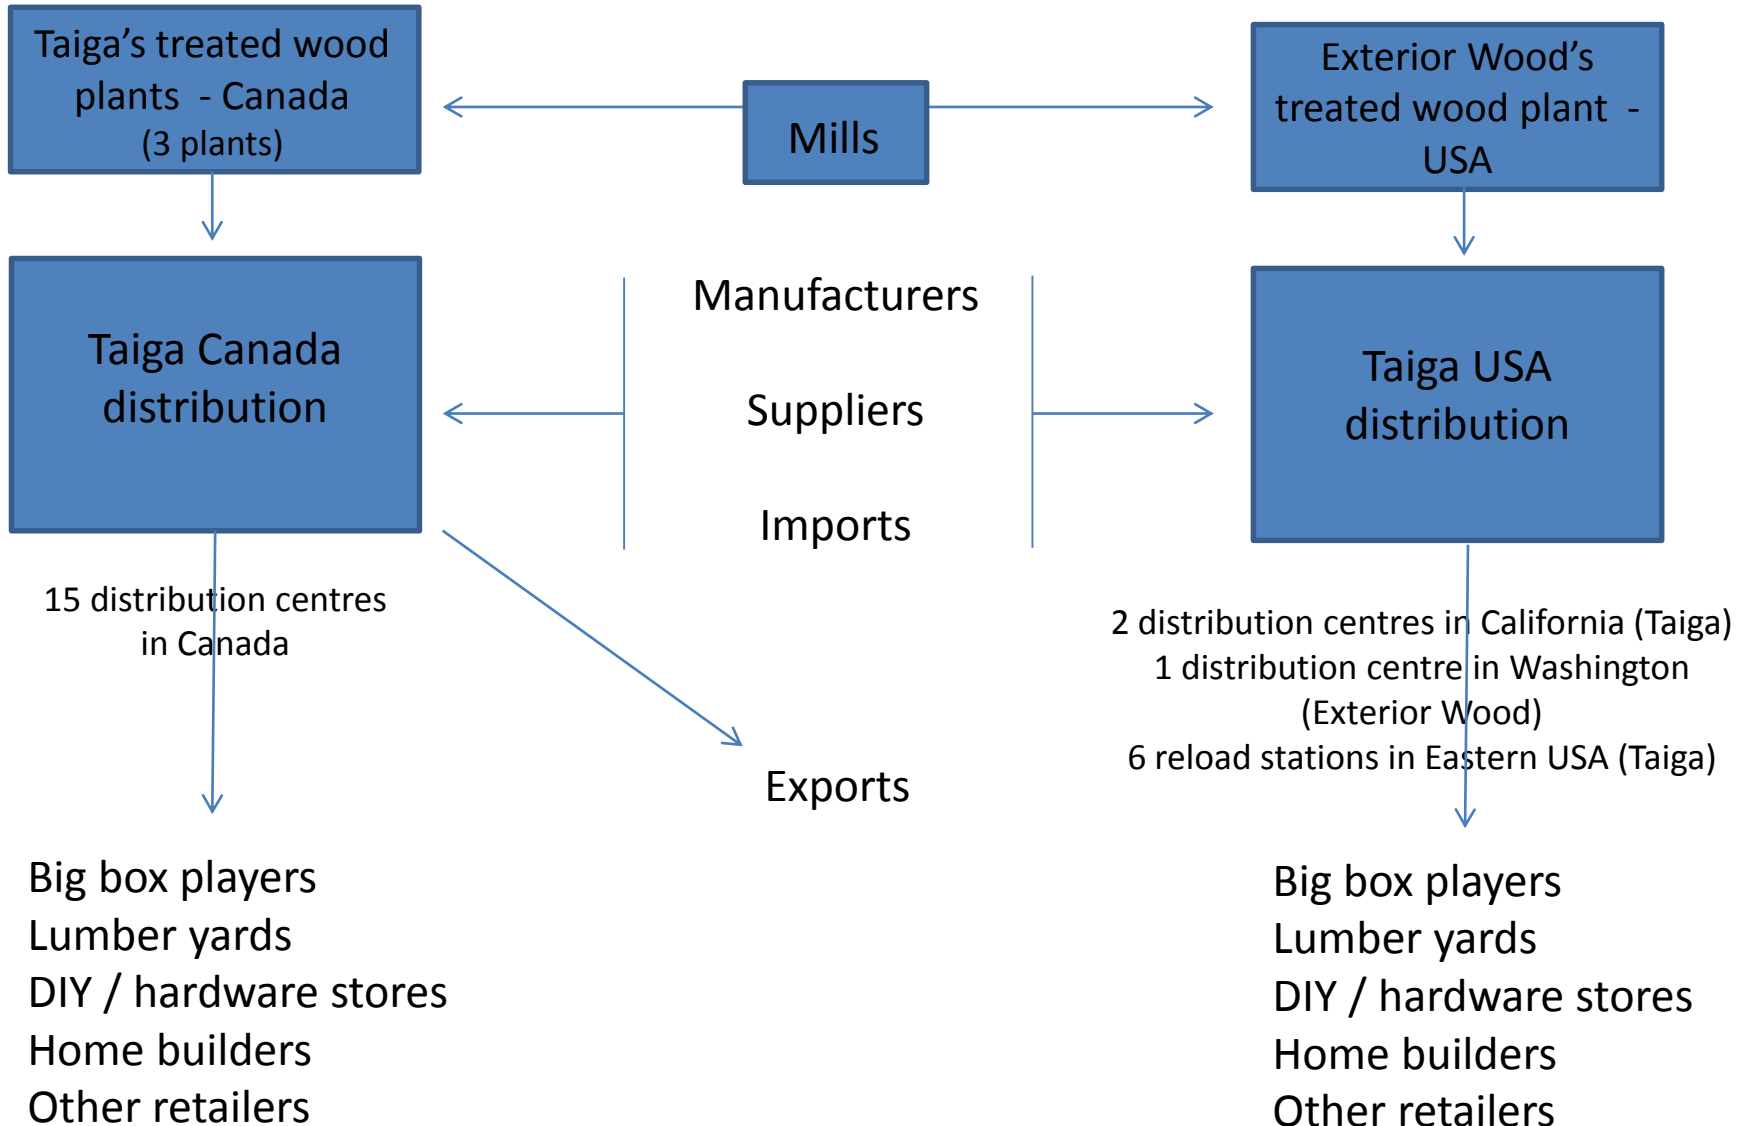 Taiga’s treated wood
plants - Canada
(3 plants)
Mills
Exterior Wood’s
treated wood plant -
USA
Taiga Canada
distribution
Manufacturers
Suppliers
Imports
Taiga USA
distribution
15 distribution centres
in Canada
Exports
2 distribution centres in California (Taiga)
1 distribution centre in Washington
(Exterior Wood)
6 reload stations in Eastern USA (Taiga)
Big box players
Lumber yards
DIY / hardware stores
Home builders
Other retailers
Big box players
Lumber yards
DIY / hardware stores
Home builders
Other retailers